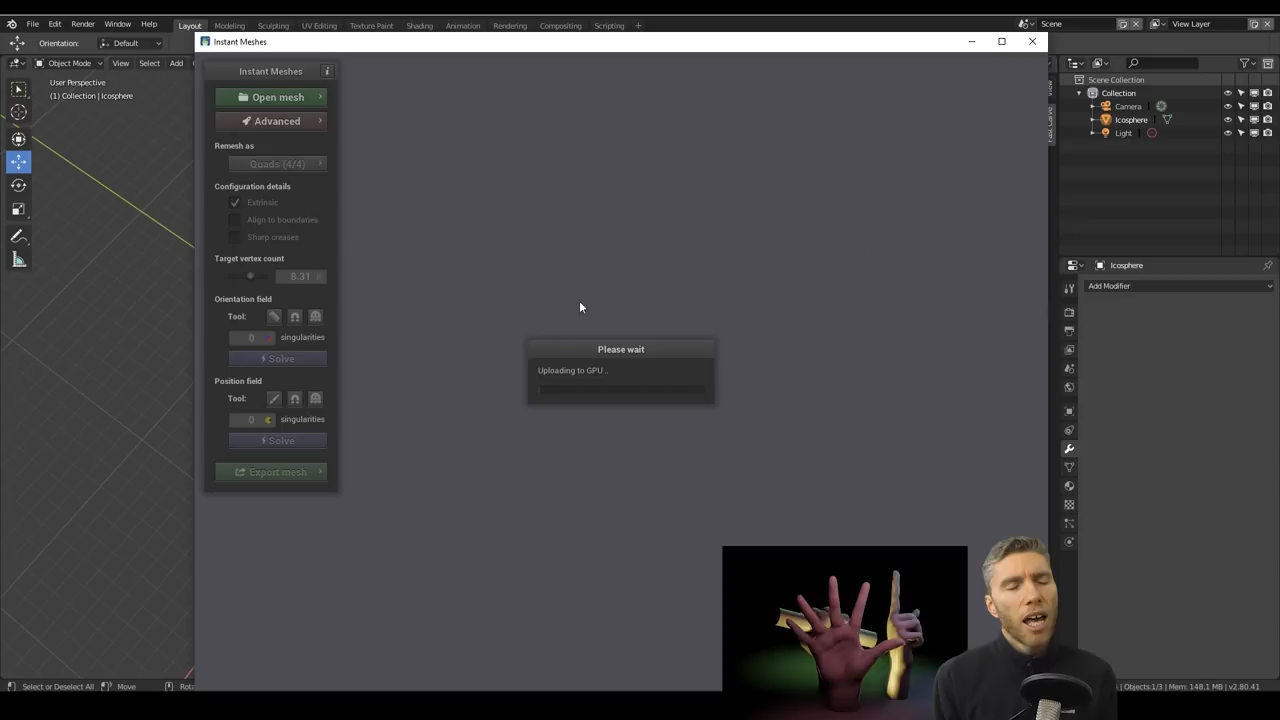 File Edit Render Window Help Layout Modeling Sculpting UV Editing Texture Paint Shading Animation Rendering Compositing Scripting + Scene View Layer
Orientation: Default
Instant Meshes
Object Mode View Select Add
User Perspective
(1) Collection | Icosphere
Instant Meshes
Open mesh
Advanced
Remesh as
Quads (4/4)
Configuration details
Extrinsic
Align to boundaries
Sharp creases
Target vertex count
8.31
Orientation field
Tool:
0 singularities
Solve
Position field
Tool:
0 singularities
Solve
Export mesh
Please wait
Uploading to GPU ..
View
Scene Collection
Collection
Camera
Icosphere
Light
Icosphere
Add Modifier
Select or Deselect All Move Rota
| Objects:1/3 | Mem: 148.1 MB | v2.80.41